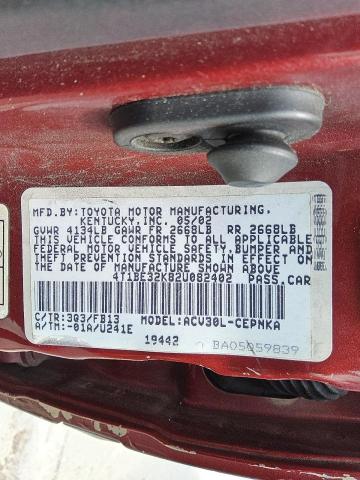 MFD.BY: TOYOTA MOTOR MANUFACTURING,
KENTUCKY, INC. 05/02
GVWR 4134LB GAWR FR 2668LB RR 2668LB
THIS VEHICLE CONFORMS TO ALL APPLICABLE
FEDERAL MOTOR VEHICLE SAFETY, BUMPER AND
THEFT PREVENTION STANDARDS IN EFFECT ON
THE DATE OF MANUFACTURE SHOWN ABOVE.
4T1BE32K82U082402 PASS.CAR
C/TR: 3Q3/FB13 MODEL: ACV30L-CEPNKA
A/TM: -01A/U241E
19442 BA05059839